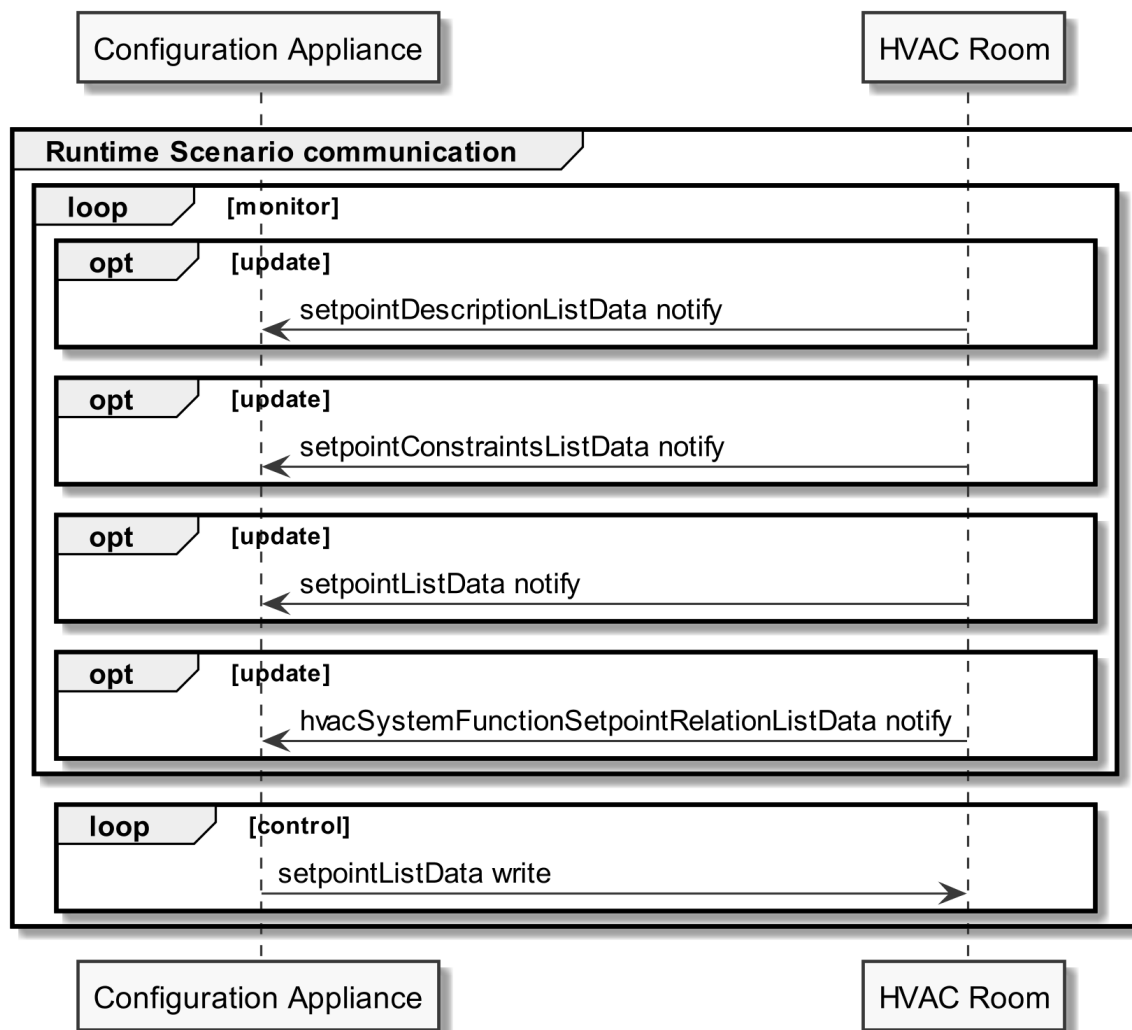 Configuration Appliance
HVAC Room
Runtime Scenario communication
loop [monitor]
opt [update]
setpointDescriptionListData notify
opt [update]
setpointConstraintsListData notify
opt [update]
setpointListData notify
opt [update]
hvacSystemFunctionSetpointRelationListData notify
loop [control]
setpointListData write
Configuration Appliance
HVAC Room